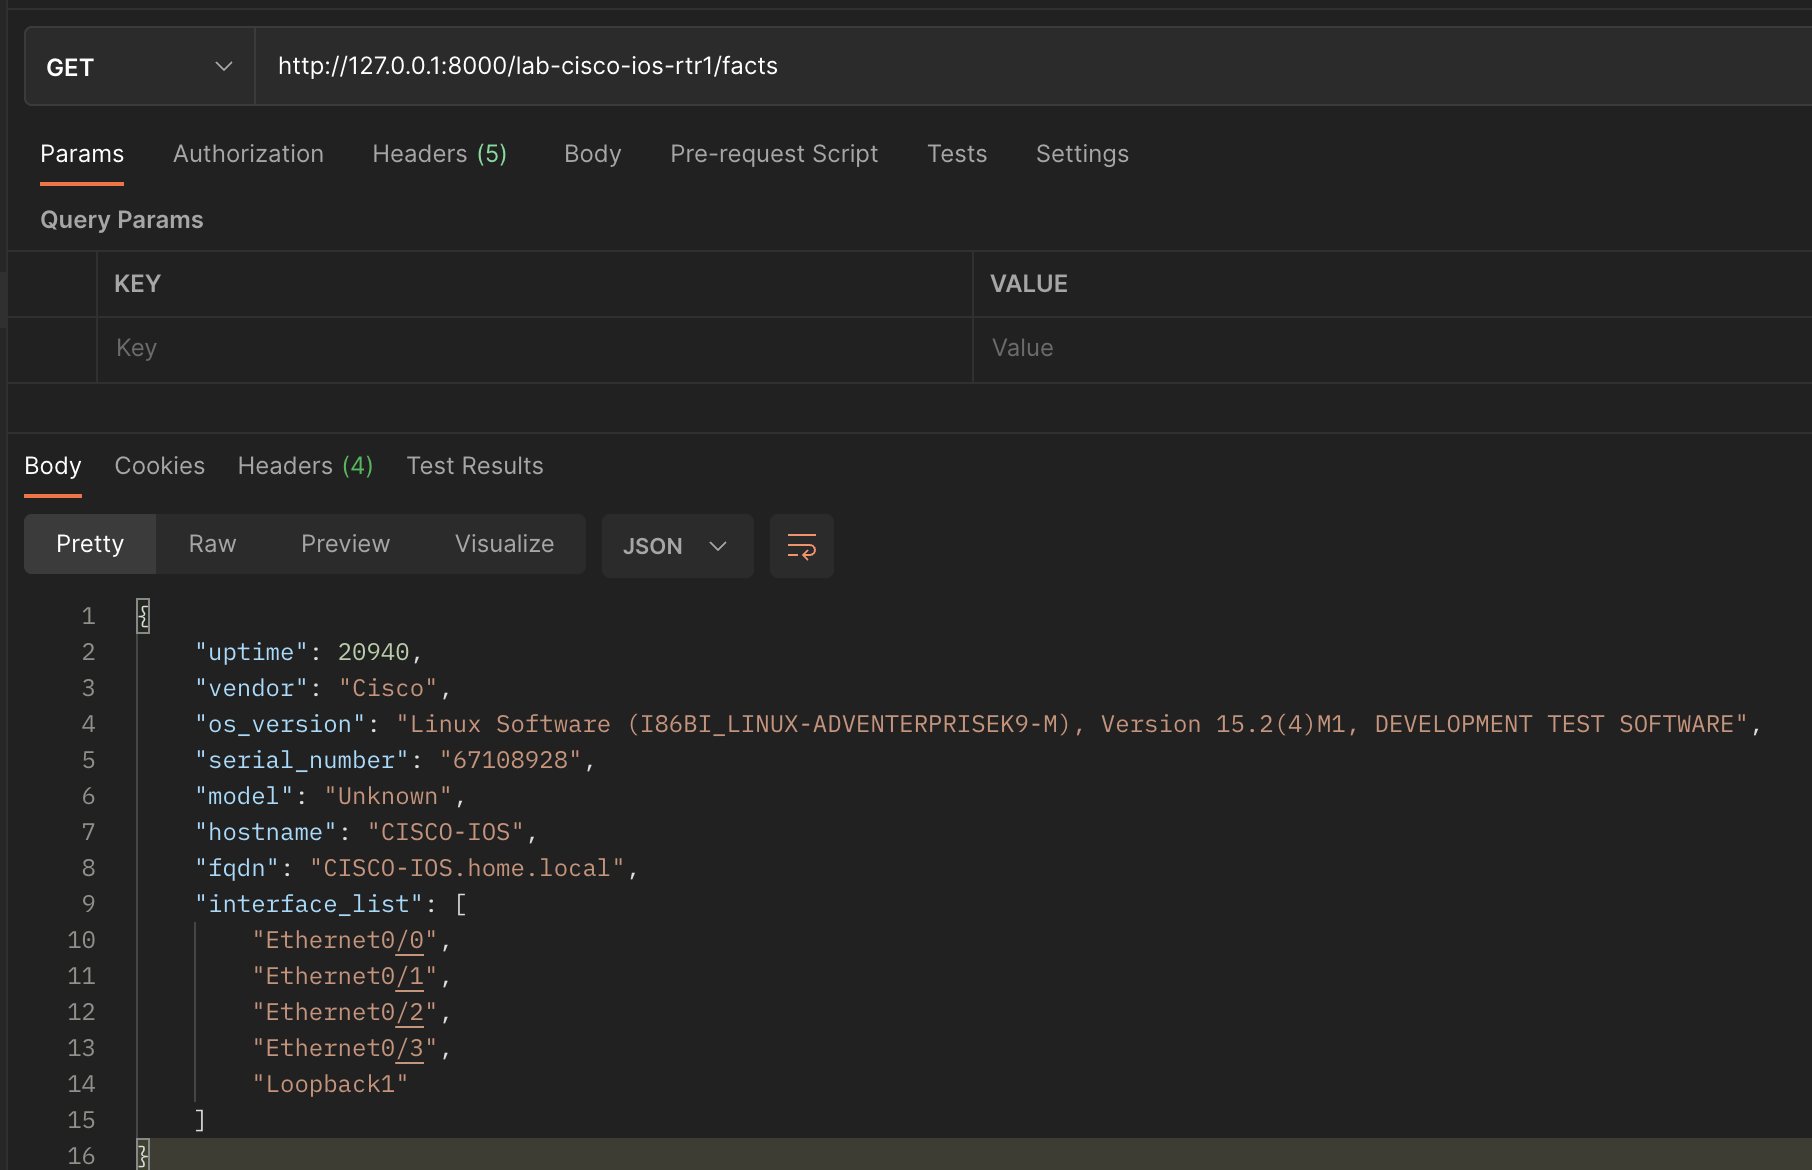 GET http://127.0.0.1:8000/lab-cisco-ios-rtr1/facts
Params Authorization Headers (5) Body Pre-request Script Tests Settings
Query Params
KEY VALUE
Key Value
Body Cookies Headers (4) Test Results
Pretty Raw Preview Visualize JSON
1 {
2 "uptime": 20940,
3 "vendor": "Cisco",
4 "os_version": "Linux Software (I86BI_LINUX-ADVENTERPRISEK9-M), Version 15.2(4)M1, DEVELOPMENT TEST SOFTWARE",
5 "serial_number": "67108928",
6 "model": "Unknown",
7 "hostname": "CISCO-IOS",
8 "fqdn": "CISCO-IOS.home.local",
9 "interface_list": [
10 "Ethernet0/0",
11 "Ethernet0/1",
12 "Ethernet0/2",
13 "Ethernet0/3",
14 "Loopback1"
15 ]
16 }